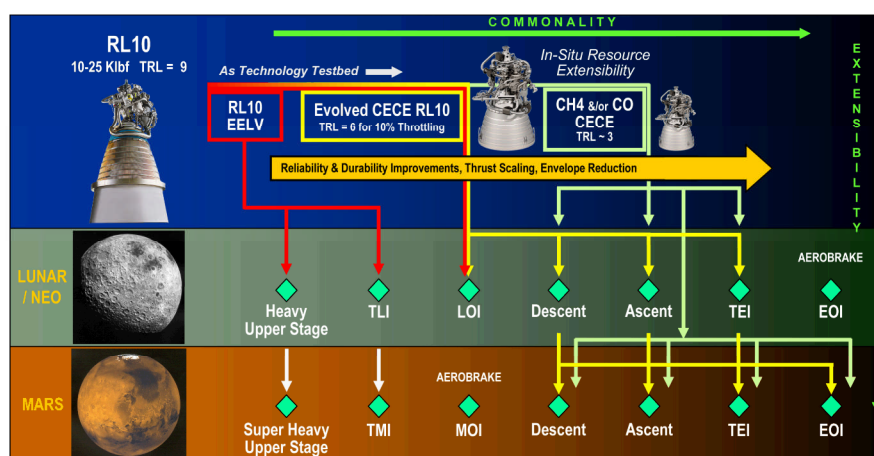 COMMONALITY
RL10
10-25 Klbf TRL = 9
As Technology Testbed
In-Situ Resource
Extensibility
RL10
EELV
Evolved CECE RL10
TRL = 6 for 10% Throttling
CH4 &/or CO
CECE
TRL ~ 3
EXTENSIBILITY
Reliability & Durability Improvements, Thrust Scaling, Envelope Reduction
LUNAR
/ NEO
AEROBRAKE
Heavy
Upper Stage
TLI
LOI
Descent
Ascent
TEI
EOI
MARS
AEROBRAKE
Super Heavy
Upper Stage
TMI
MOI
Descent
Ascent
TEI
EOI